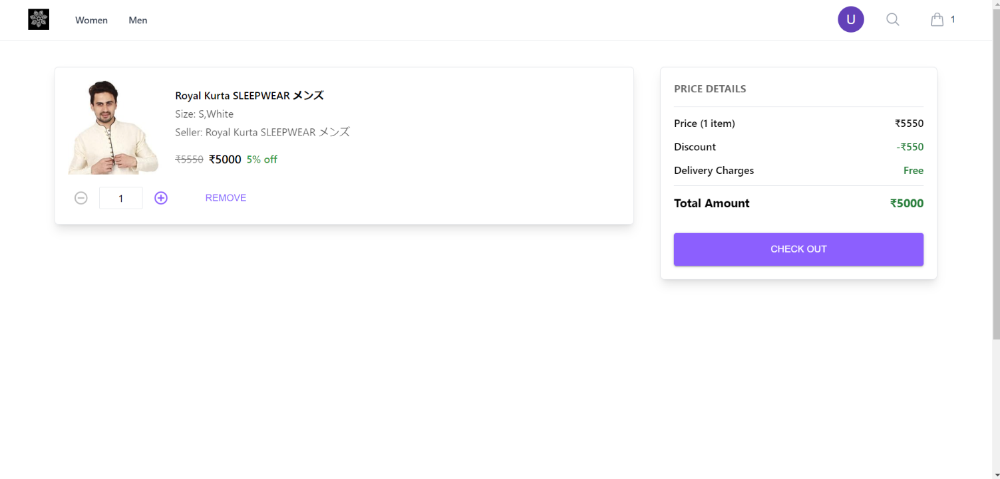 Women Men U 1
Royal Kurta SLEEPWEAR メンズ
Size: S,White
Seller: Royal Kurta SLEEPWEAR メンズ
₹5550 ₹5000 5% off
1 REMOVE
PRICE DETAILS
Price (1 item) ₹5550
Discount -₹550
Delivery Charges Free
Total Amount ₹5000
CHECK OUT